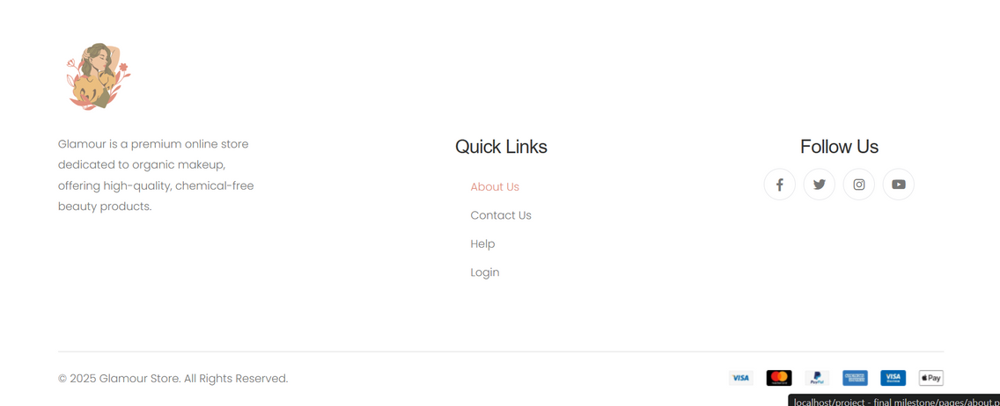 Glamour is a premium online store
dedicated to organic makeup,
offering high-quality, chemical-free
beauty products.
Quick Links
About Us
Contact Us
Help
Login
Follow Us
© 2025 Glamour Store. All Rights Reserved.
VISA
PayPal
VISA
Pay
localhost/project - final milestone/pages/about.p